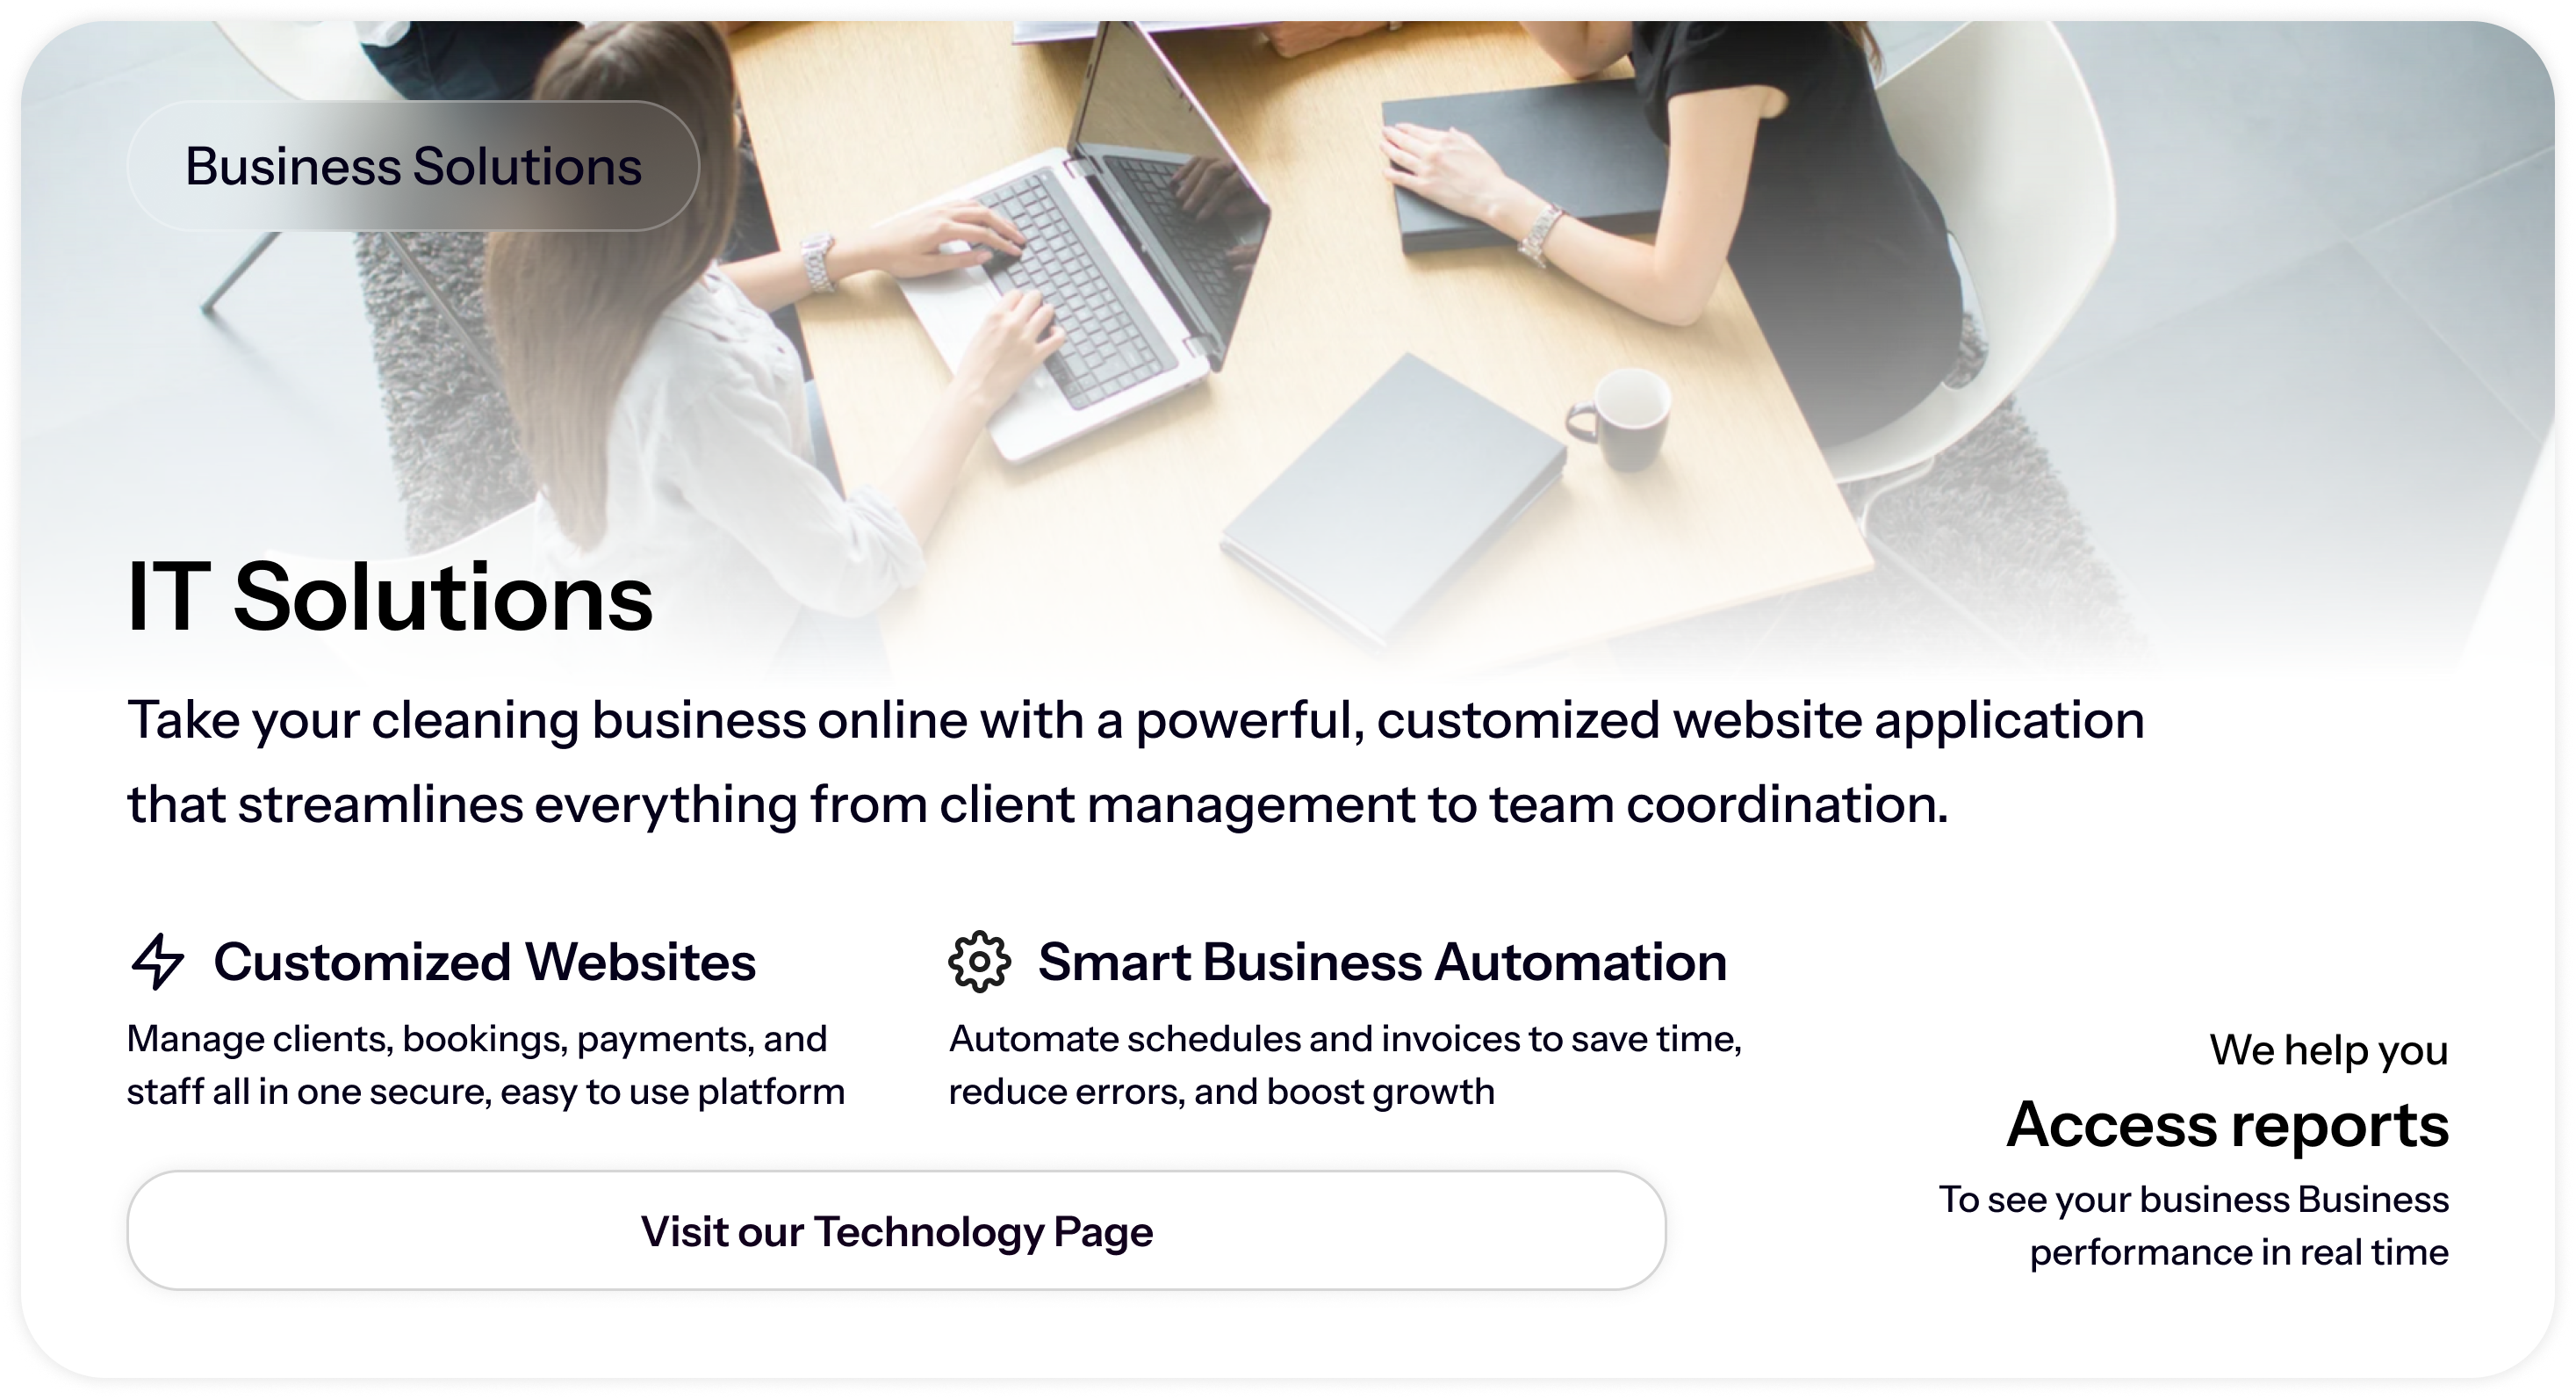 Business Solutions
IT Solutions
Take your cleaning business online with a powerful, customized website application
that streamlines everything from client management to team coordination.
Customized Websites
Manage clients, bookings, payments, and
staff all in one secure, easy to use platform
Smart Business Automation
Automate schedules and invoices to save time,
reduce errors, and boost growth
Visit our Technology Page
We help you
Access reports
To see your business Business
performance in real time